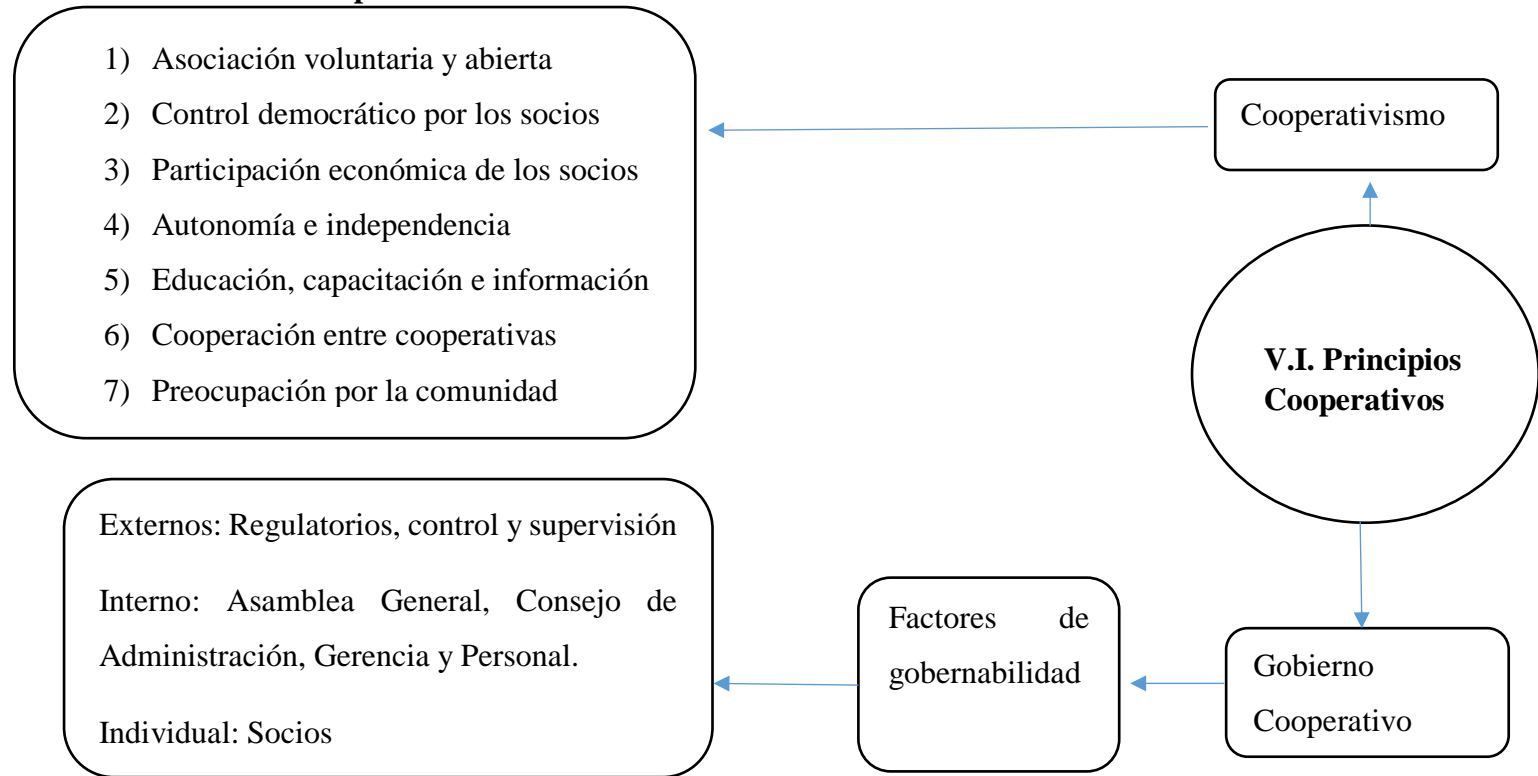 1) Asociación voluntaria y abierta
2) Control democrático por los socios
3) Participación económica de los socios
4) Autonomía e independencia
5) Educación, capacitación e información
6) Cooperación entre cooperativas
7) Preocupación por la comunidad
Cooperativismo
V.I. Principios
Cooperativos
Externos: Regulatorios, control y supervisión
Interno: Asamblea General, Consejo de
Administración, Gerencia y Personal.
Individual: Socios
Factores de
gobernabilidad
Gobierno
Cooperativo